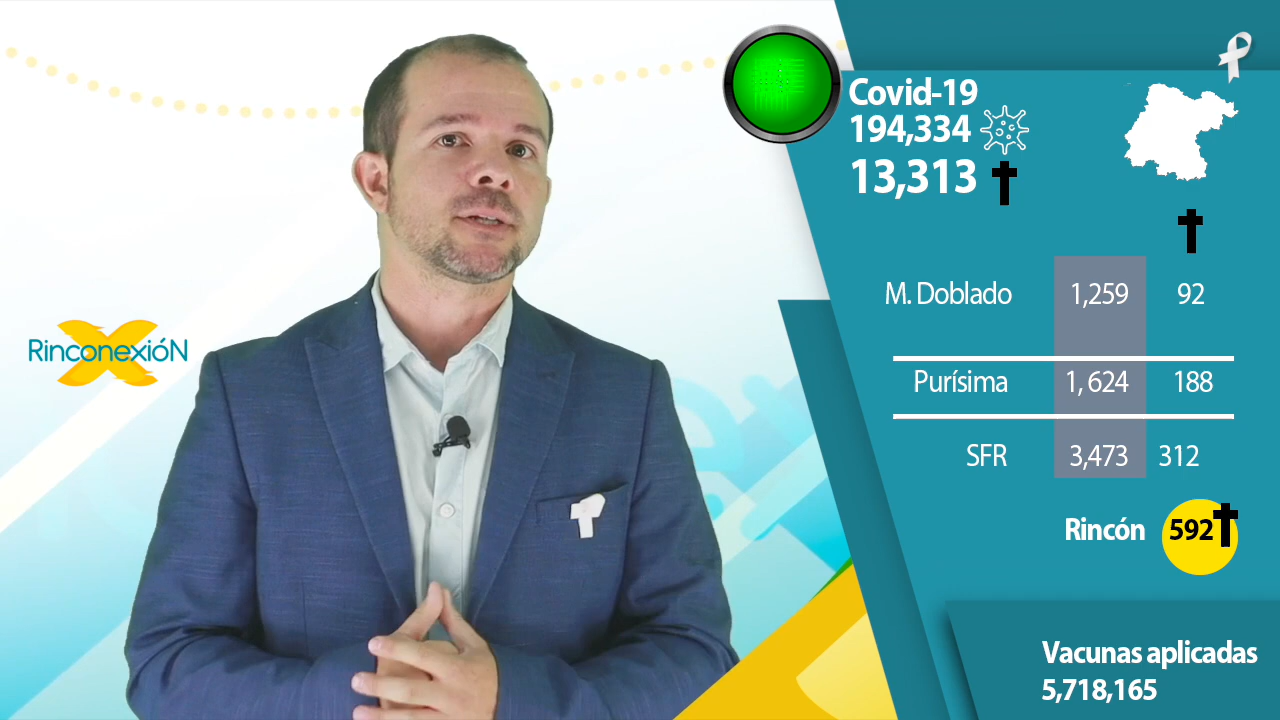 Covid-19
194,334
13,313
M. Doblado 1,259 92
Purísima 1, 624 188
SFR 3,473 312
Rincón 592
Vacunas aplicadas
5,718,165
RinconexióN